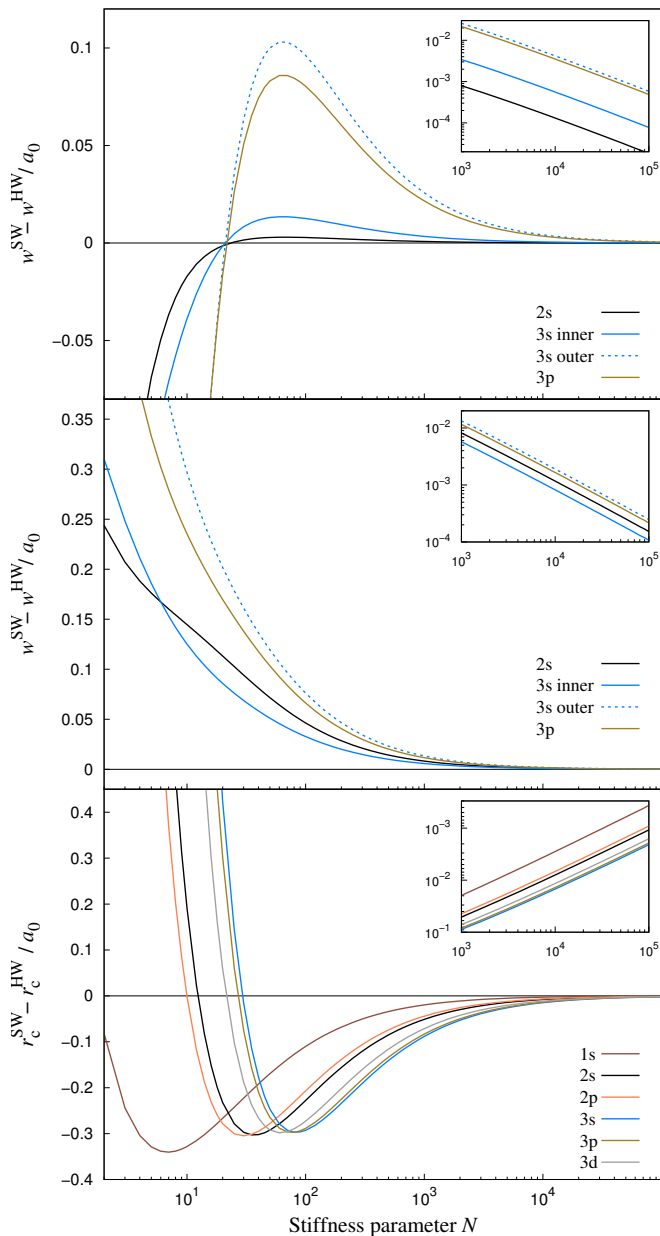 w^SW − w^HW / a_0
0.1
0.05
0
-0.05
10^-2
10^-3
10^-4
10^3
10^4
10^5
2s
3s inner
3s outer
3p
w^SW − w^HW / a_0
0.35
0.3
0.25
0.2
0.15
0.1
0.05
0
10^-2
10^-3
10^-4
10^3
10^4
10^5
2s
3s inner
3s outer
3p
r_c^SW − r_c^HW / a_0
0.4
0.3
0.2
0.1
0
-0.1
-0.2
-0.3
-0.4
10^-3
10^-2
10^-1
10^3
10^4
10^5
1s
2s
2p
3s
3p
3d
10^1
10^2
10^3
10^4
Stiffness parameter N